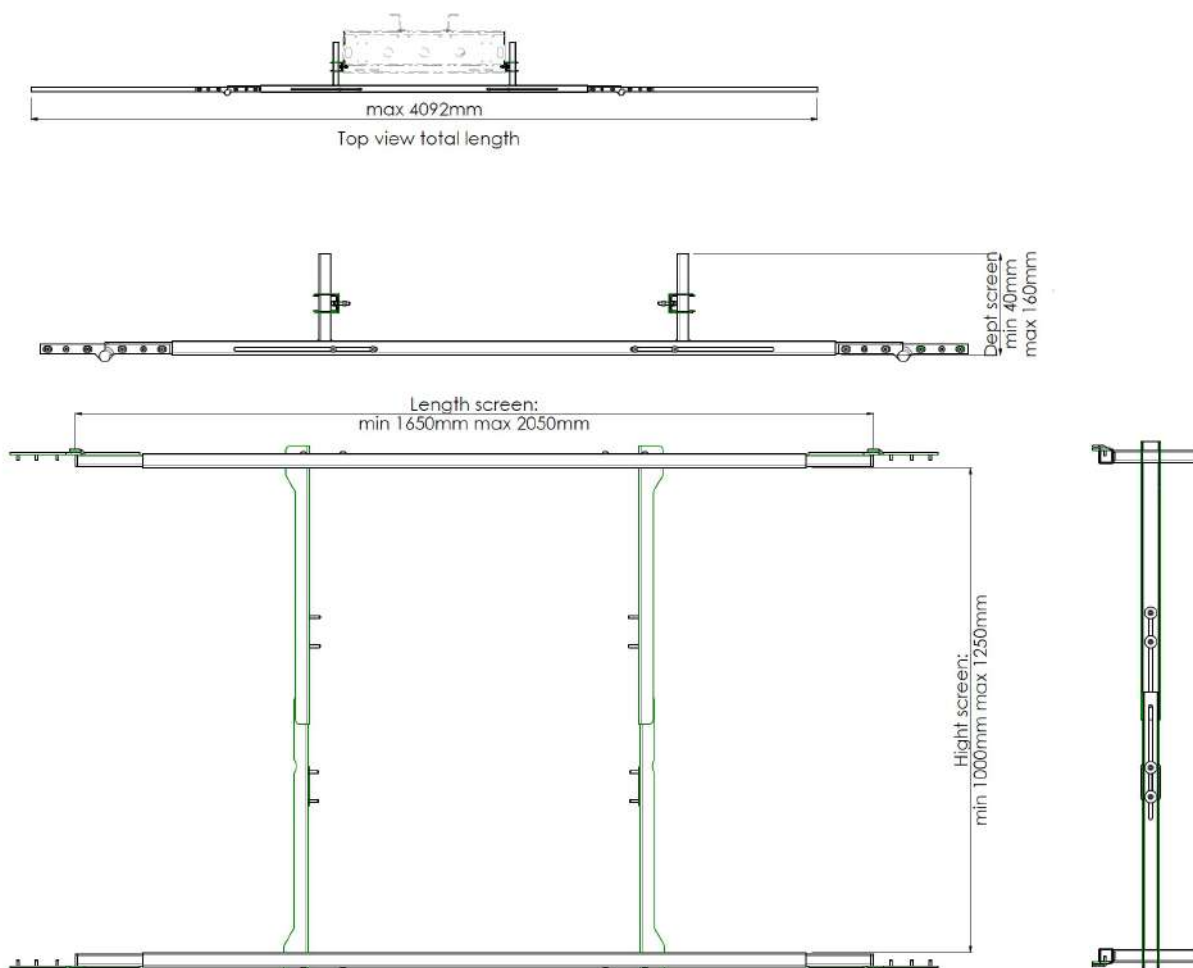 max 4092mm
Top view total length
Dept screen
min 40mm
max 160mm
Length screen:
min 1650mm max 2050mm
Hight screen:
min 1000mm max 1250mm